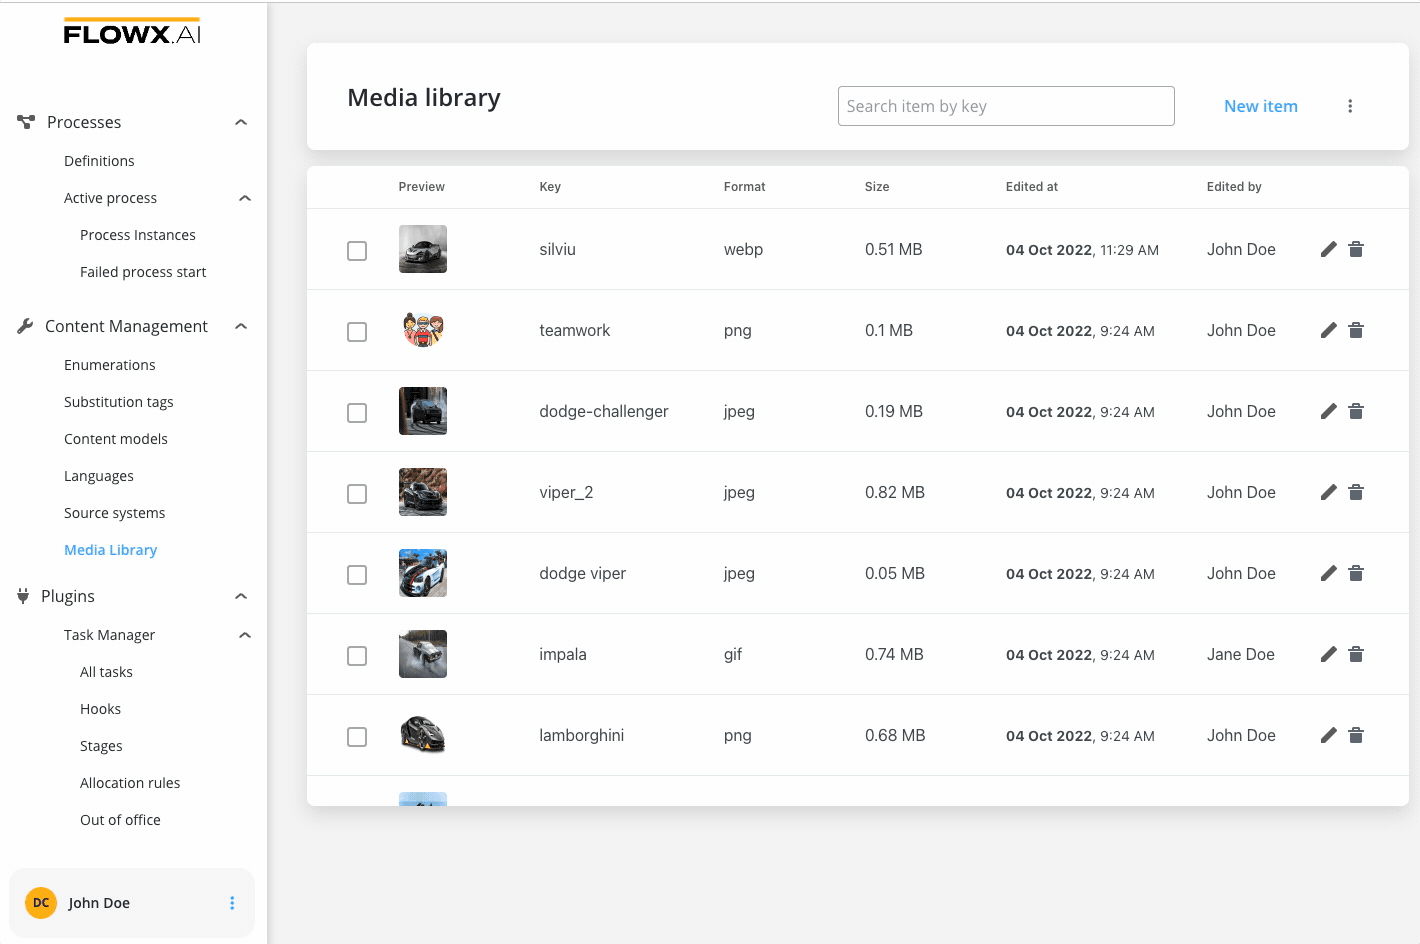 FLOWX.AI
Processes
Definitions
Active process
Process Instances
Failed process start
Content Management
Enumerations
Substitution tags
Content models
Languages
Source systems
Media Library
Plugins
Task Manager
All tasks
Hooks
Stages
Allocation rules
Out of office
DC John Doe
Media library
Search item by key
New item
Preview Key Format Size Edited at Edited by
silviu webp 0.51 MB 04 Oct 2022, 11:29 AM John Doe
teamwork png 0.1 MB 04 Oct 2022, 9:24 AM John Doe
dodge-challenger jpeg 0.19 MB 04 Oct 2022, 9:24 AM John Doe
viper_2 jpeg 0.82 MB 04 Oct 2022, 9:24 AM John Doe
dodge viper jpeg 0.05 MB 04 Oct 2022, 9:24 AM John Doe
impala gif 0.74 MB 04 Oct 2022, 9:24 AM Jane Doe
lamborghini png 0.68 MB 04 Oct 2022, 9:24 AM John Doe